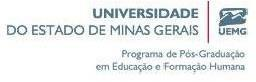 UNIVERSIDADE
DO ESTADO DE MINAS GERAIS
UEMG
Programa de Pós-Graduação
em Educação e Formação Humana